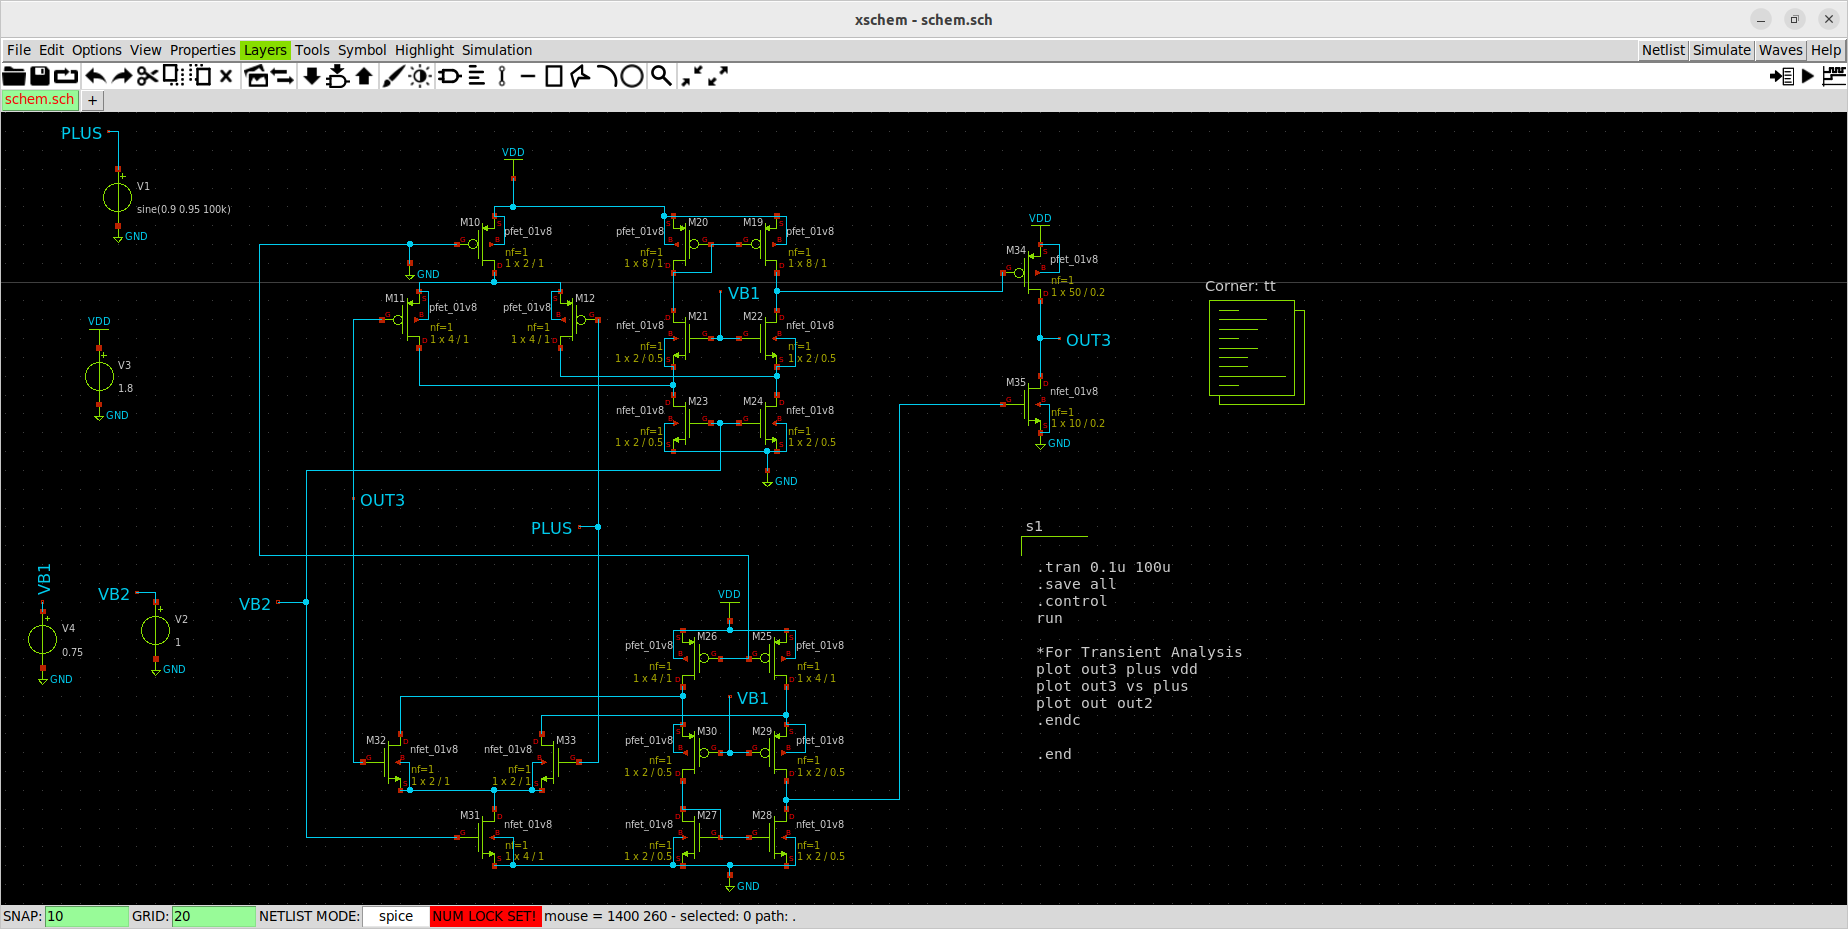 xschem - schem.sch
File Edit Options View Properties Layers Tools Symbol Highlight Simulation Netlist Simulate Waves Help
schem.sch +
PLUS
V1
sine(0.9 0.95 100k)
GND
VDD
M10
pfet_01v8
nf=1
1 x 2 / 1
GND
M20
pfet_01v8
nf=1
1 x 8 / 1
M19
pfet_01v8
nf=1
1 x 8 / 1
VDD
M34
pfet_01v8
nf=1
1 x 50 / 0.2
M11
pfet_01v8
nf=1
1 x 4 / 1
M12
pfet_01v8
nf=1
1 x 4 / 1
VB1
M21
pfet_01v8
nf=1
1 x 2 / 0.5
M22
nfet_01v8
nf=1
1 x 2 / 0.5
Corner: tt
OUT3
VDD
V3
1.8
GND
M23
nfet_01v8
nf=1
1 x 2 / 0.5
M24
nfet_01v8
nf=1
1 x 2 / 0.5
GND
M35
nfet_01v8
nf=1
1 x 10 / 0.2
GND
OUT3
PLUS
VB1
V4
0.75
GND
VB2
V2
1
GND
VB2
s1
.tran 0.1u 100u
.save all
.control
run
*For Transient Analysis
plot out3 plus vdd
plot out3 vs plus
plot out out2
.endc
.end
VDD
M26
pfet_01v8
nf=1
1 x 4 / 1
M25
pfet_01v8
nf=1
1 x 4 / 1
VB1
M32
nfet_01v8
nf=1
1 x 2 / 1
M33
nfet_01v8
nf=1
1 x 2 / 1
M30
pfet_01v8
nf=1
1 x 2 / 0.5
M29
pfet_01v8
nf=1
1 x 2 / 0.5
M31
nfet_01v8
nf=1
1 x 4 / 1
M27
nfet_01v8
nf=1
1 x 2 / 0.5
M28
nfet_01v8
nf=1
1 x 2 / 0.5
GND
SNAP: 10 GRID: 20 NETLIST MODE: spice NUM LOCK SET! mouse = 1400 260 - selected: 0 path: .